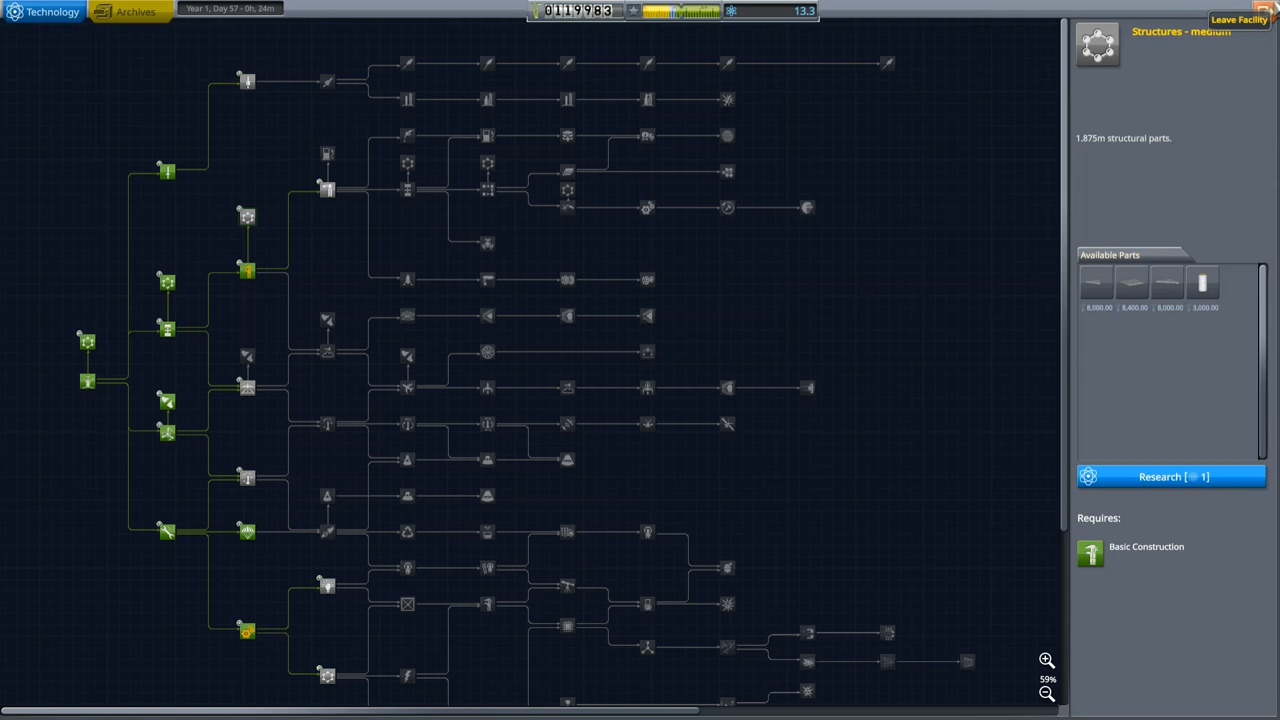 Technology
Archives
Year 1, Day 57 - 0h, 24m
0119983
13.3
Leave Facility
Structures - medium
1.875m structural parts.
Available Parts
8,000.00 8,400.00 8,000.00 3,000.00
Research [ 1]
Requires:
Basic Construction
59%